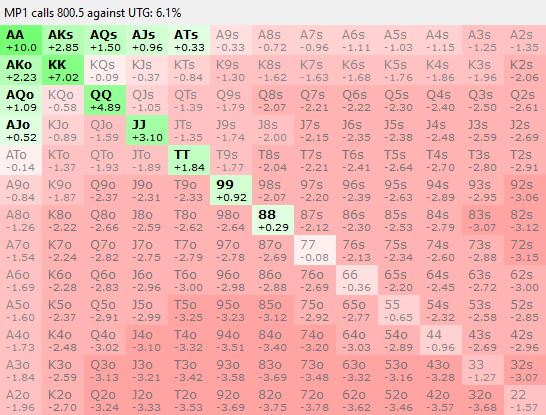 MP1 calls 800.5 against UTG: 6.1%
AA AKs AQs AJs ATs A9s A8s A7s A6s A5s A4s A3s A2s
+10.0 +2.85 +1.50 +0.96 +0.33 -0.33 -0.72 -0.96 -1.11 -1.03 -1.15 -1.25 -1.35
AKo KK KQs KJs KTs K9s K8s K7s K6s K5s K4s K3s K2s
+2.23 +7.02 -0.09 -0.37 -0.84 -1.30 -1.62 -1.63 -1.68 -1.76 -1.86 -1.96 -2.06
AQo KQo QQ QJs QTs Q9s Q8s Q7s Q6s Q5s Q4s Q3s Q2s
+1.09 -0.58 +4.89 -1.05 -1.39 -1.79 -2.07 -2.21 -2.22 -2.30 -2.40 -2.50 -2.61
AJo KJo QJo JJ JTs J9s J8s J7s J6s J5s J4s J3s J2s
+0.52 -0.89 -1.59 +3.10 -1.35 -1.74 -2.00 -2.15 -2.35 -2.38 -2.48 -2.59 -2.69
ATo KTo QTo JTo TT T9s T8s T7s T6s T5s T4s T3s T2s
-0.14 -1.37 -1.93 -1.89 +1.84 -1.77 -2.04 -2.21 -2.41 -2.64 -2.70 -2.80 -2.91
A9o K9o Q9o J9o T9o 99 98s 97s 96s 95s 94s 93s 92s
-0.84 -1.87 -2.37 -2.31 -2.33 +0.92 -2.07 -2.20 -2.39 -2.63 -2.89 -2.95 -3.06
A8o K8o Q8o J8o T8o 98o 88 87s 86s 85s 84s 83s 82s
-1.26 -2.22 -2.66 -2.59 -2.62 -2.64 +0.29 -2.12 -2.30 -2.53 -2.79 -3.07 -3.12
A7o K7o Q7o J7o T7o 97o 87o 77 76s 75s 74s 73s 72s
-1.54 -2.24 -2.82 -2.75 -2.79 -2.78 -2.69 -0.08 -2.13 -2.34 -2.60 -2.88 -3.15
A6o K6o Q6o J6o T6o 96o 86o 76o 66 65s 64s 63s 62s
-1.69 -2.28 -2.83 -2.96 -3.00 -2.98 -2.88 -2.69 -0.36 -2.20 -2.45 -2.72 -3.00
A5o K5o Q5o J5o T5o 95o 85o 75o 65o 55 54s 53s 52s
-1.60 -2.37 -2.91 -2.99 -3.25 -3.23 -3.12 -2.92 -2.77 -0.65 -2.32 -2.58 -2.85
A4o K4o Q4o J4o T4o 94o 84o 74o 64o 54o 44 43s 42s
-1.73 -2.48 -3.02 -3.10 -3.32 -3.51 -3.40 -3.20 -3.03 -2.89 -0.96 -2.69 -2.96
A3o K3o Q3o J3o T3o 93o 83o 73o 63o 53o 43o 33 32s
-1.84 -2.59 -3.13 -3.21 -3.42 -3.58 -3.69 -3.48 -3.32 -3.16 -3.28 -1.27 -3.07
A2o K2o Q2o J2o T2o 92o 82o 72o 62o 52o 42o 32o 22
-1.96 -2.70 -3.24 -3.33 -3.53 -3.69 -3.75 -3.78 -3.62 -3.46 -3.57 -3.68 -1.57